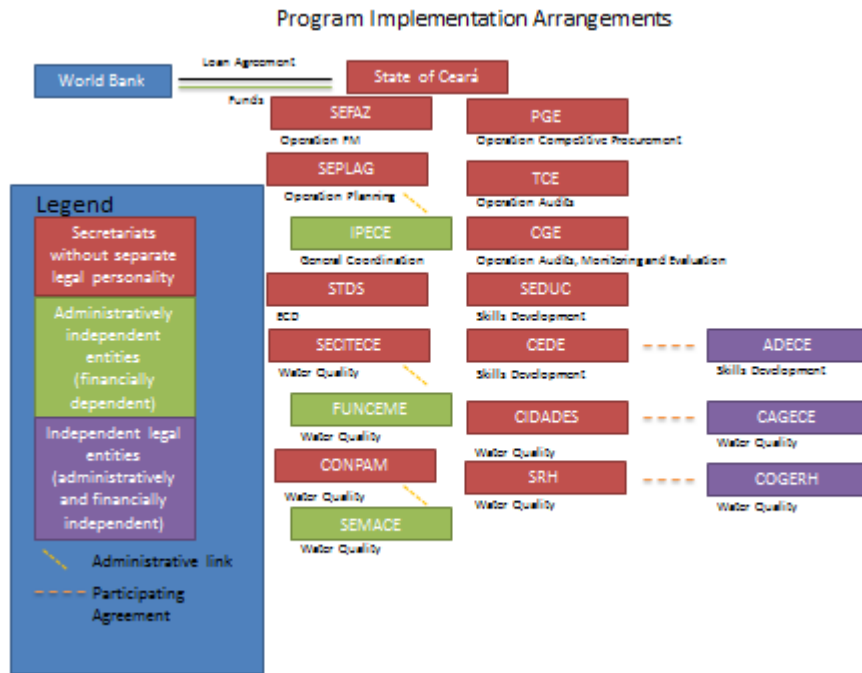 Program Implementation Arrangements
Loan Agreement
World Bank
State of Ceará
Funds
SEFAZ
PGE
Operation FM
Operation Competitive Procurement
SEPLAG
TCE
Operation Planning
Operation Audits
IPECE
CGE
General Coordination
Operation Audits, Monitoring and Evaluation
STDS
SEDUC
ECD
Skills Development
SECITECE
CEDE
ADECE
Water Quality
Skills Development
Skills Development
FUNCEME
CIDADES
CAGECE
Water Quality
Water Quality
Water Quality
CONPAM
SRH
COGERH
Water Quality
Water Quality
Water Quality
SEMACE
Water Quality
Legend
Secretariats
without separate
legal personality
Administratively
independent
entities
(financially
dependent)
Independent legal
entities
(administratively
and financially
independent)
Administrative link
Participating
Agreement